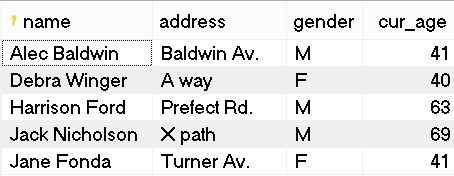 name address gender cur_age
Alec Baldwin Baldwin Av. M 41
Debra Winger A way F 40
Harrison Ford Prefect Rd. M 63
Jack Nicholson X path M 69
Jane Fonda Turner Av. F 41